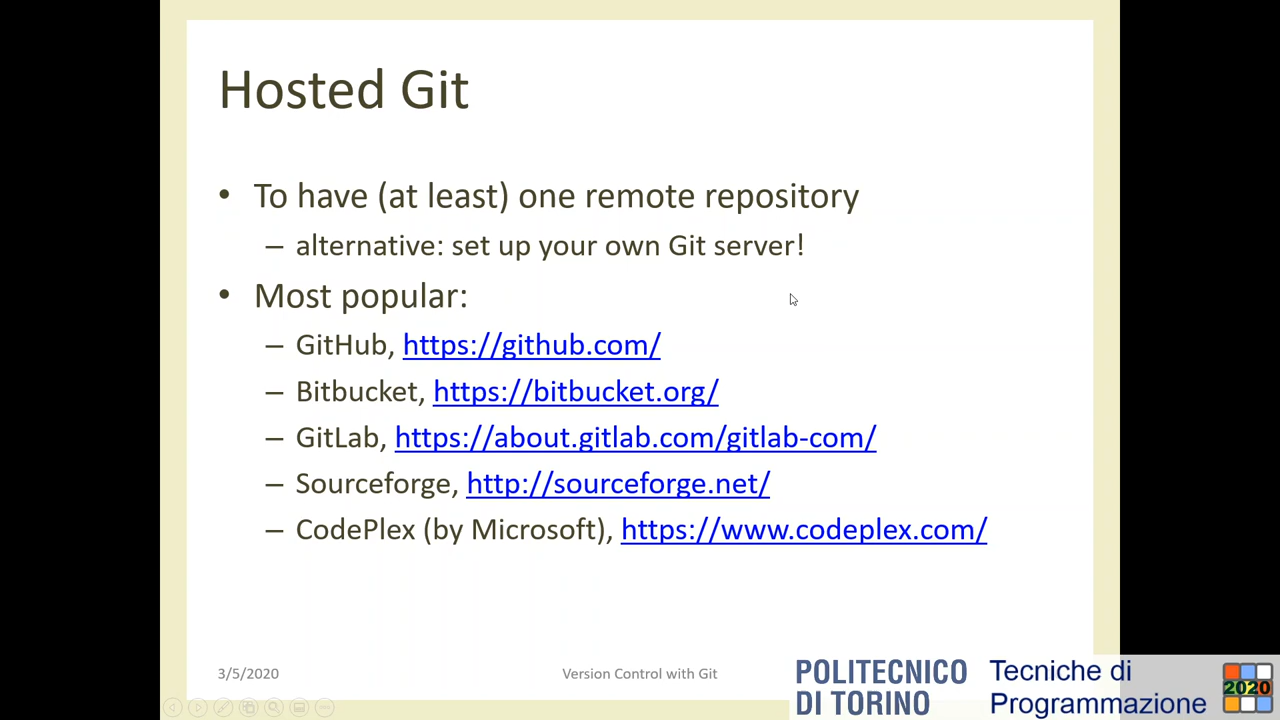 Hosted Git
• To have (at least) one remote repository
– alternative: set up your own Git server!
• Most popular:
– GitHub, https://github.com/
– Bitbucket, https://bitbucket.org/
– GitLab, https://about.gitlab.com/gitlab-com/
– Sourceforge, http://sourceforge.net/
– CodePlex (by Microsoft), https://www.codeplex.com/
3/5/2020
Version Control with Git
POLITECNICO
DI TORINO
Tecniche di
Programmazione
2020